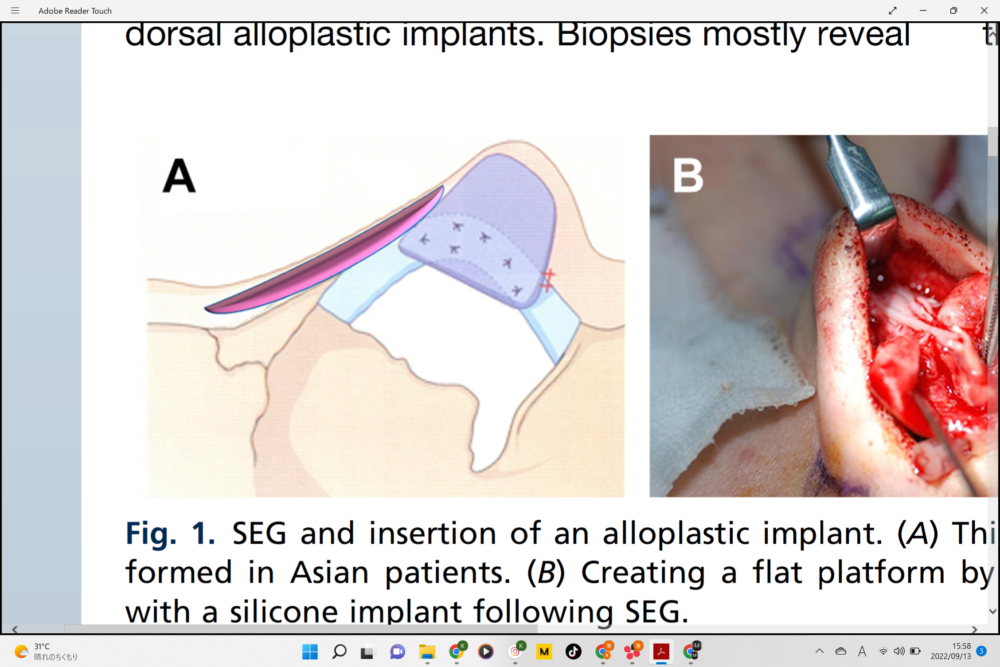 Adobe Reader Touch
dorsal alloplastic implants. Biopsies mostly reveal
A
B
Fig. 1. SEG and insertion of an alloplastic implant. (A) Thi
formed in Asian patients. (B) Creating a flat platform by
with a silicone implant following SEG.
31°C
晴れのちくもり
15:58
2022/09/13
3